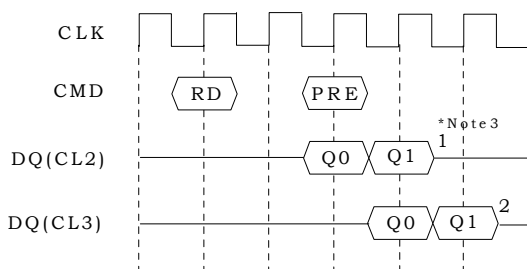 CLK
CMD RD PRE
*Note3
DQ(CL2) Q0 Q1 1
DQ(CL3) Q0 Q1 2